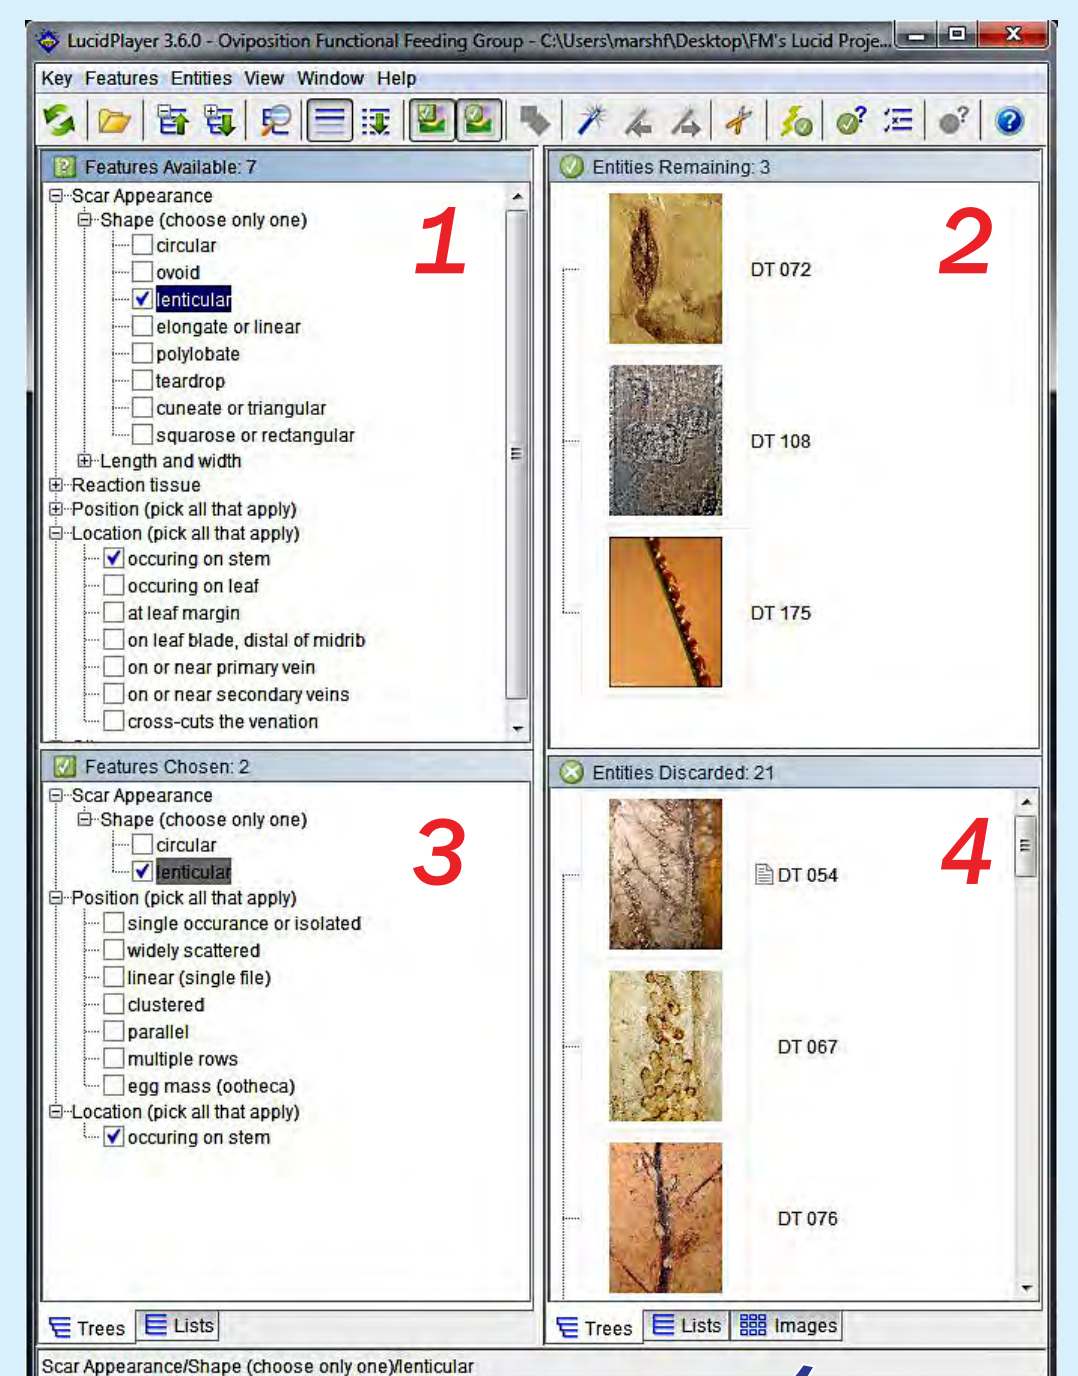 LucidPlayer 3.6.0 - Oviposition Functional Feeding Group - C:\Users\marshf\Desktop\FM's Lucid Proje...
Key Features Entities View Window Help
Features Available: 7
Scar Appearance
Shape (choose only one)
circular
ovoid
lenticular
elongate or linear
polylobate
teardrop
cuneate or triangular
squarose or rectangular
Length and width
Reaction tissue
Position (pick all that apply)
Location (pick all that apply)
occuring on stem
occuring on leaf
at leaf margin
on leaf blade, distal of midrib
on or near primary vein
on or near secondary veins
cross-cuts the venation
1
Entities Remaining: 3
2
DT 072
DT 108
DT 175
Features Chosen: 2
Scar Appearance
Shape (choose only one)
circular
lenticular
Position (pick all that apply)
single occurance or isolated
widely scattered
linear (single file)
clustered
parallel
multiple rows
egg mass (ootheca)
Location (pick all that apply)
occuring on stem
3
Entities Discarded: 21
4
DT 054
DT 067
DT 076
Trees Lists
Trees Lists Images
Scar Appearance/Shape (choose only one)/lenticular